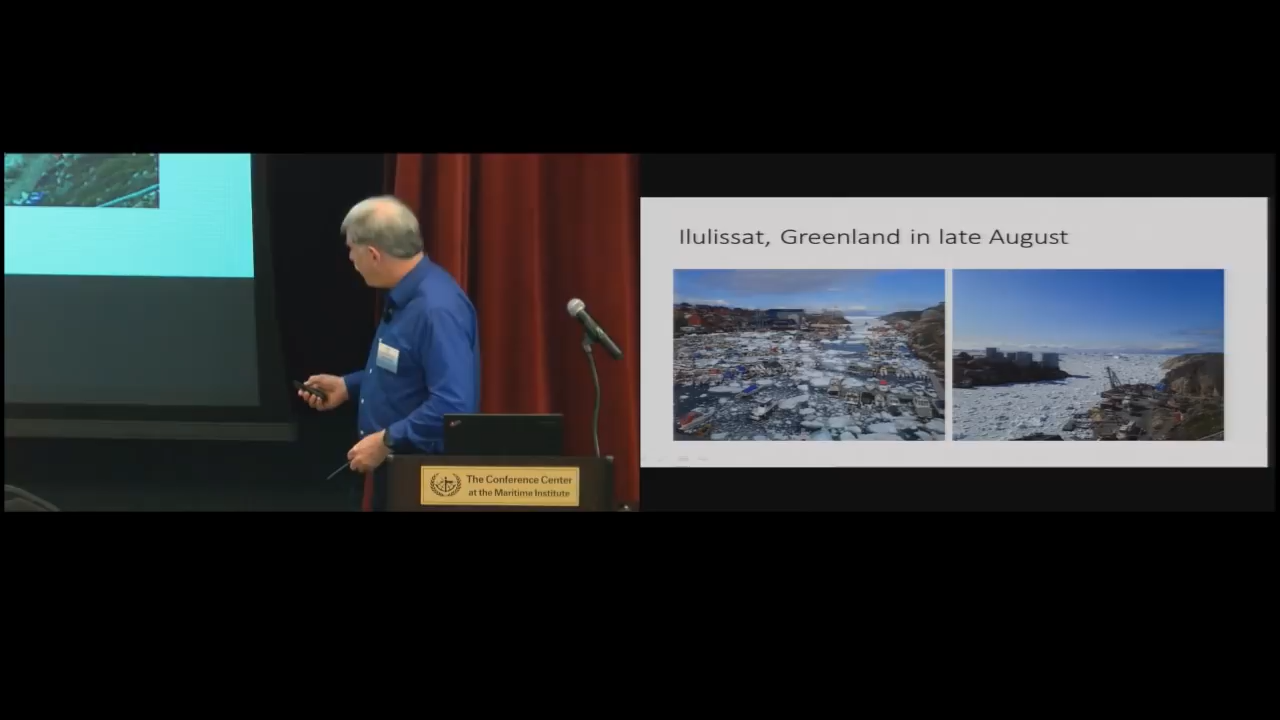 Ilulissat, Greenland in late August
The Conference Center
at the Maritime Institute